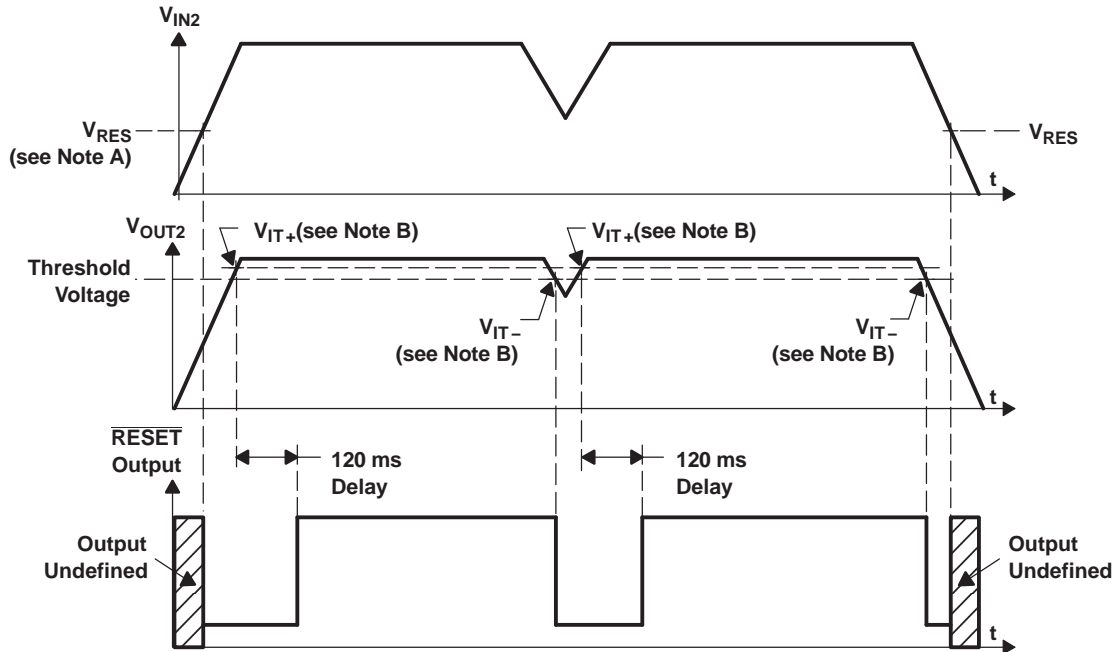 VIN2
VRES
(see Note A)
VRES
t
VOUT2
VIT+(see Note B)
VIT+(see Note B)
Threshold
Voltage
VIT–
(see Note B)
VIT–
(see Note B)
t
RESET
Output
120 ms
Delay
120 ms
Delay
Output
Undefined
Output
Undefined
t